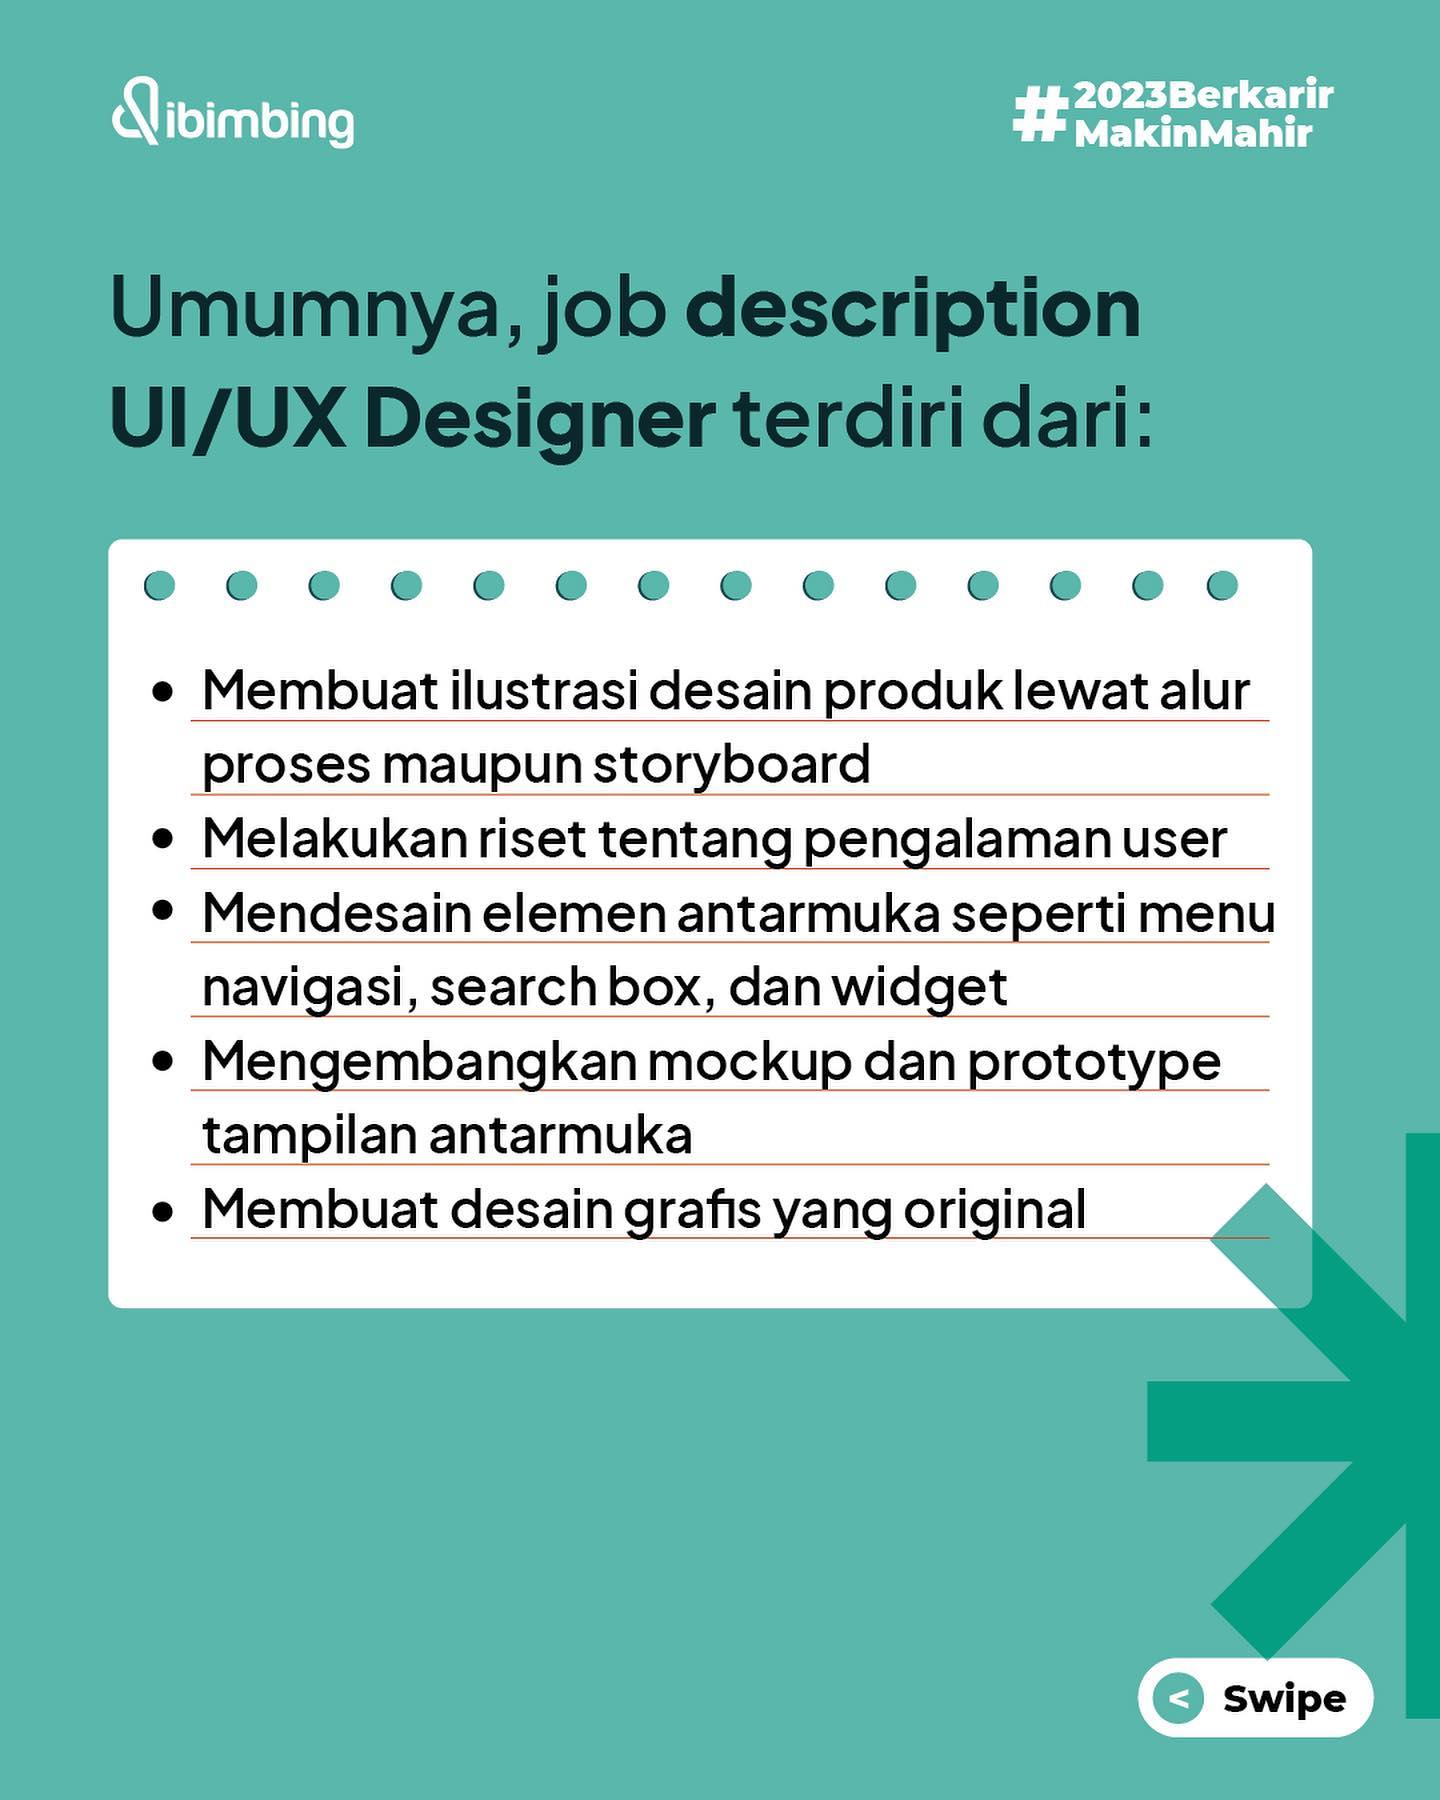 ibimbing
#2023Berkarir
MakinMahir
Umumnya, job description
UI/UX Designer terdiri dari:
• Membuat ilustrasi desain produk lewat alur
proses maupun storyboard
• Melakukan riset tentang pengalaman user
• Mendesain elemen antarmuka seperti menu
navigasi, search box, dan widget
• Mengembangkan mockup dan prototype
tampilan antarmuka
• Membuat desain grafis yang original
< Swipe